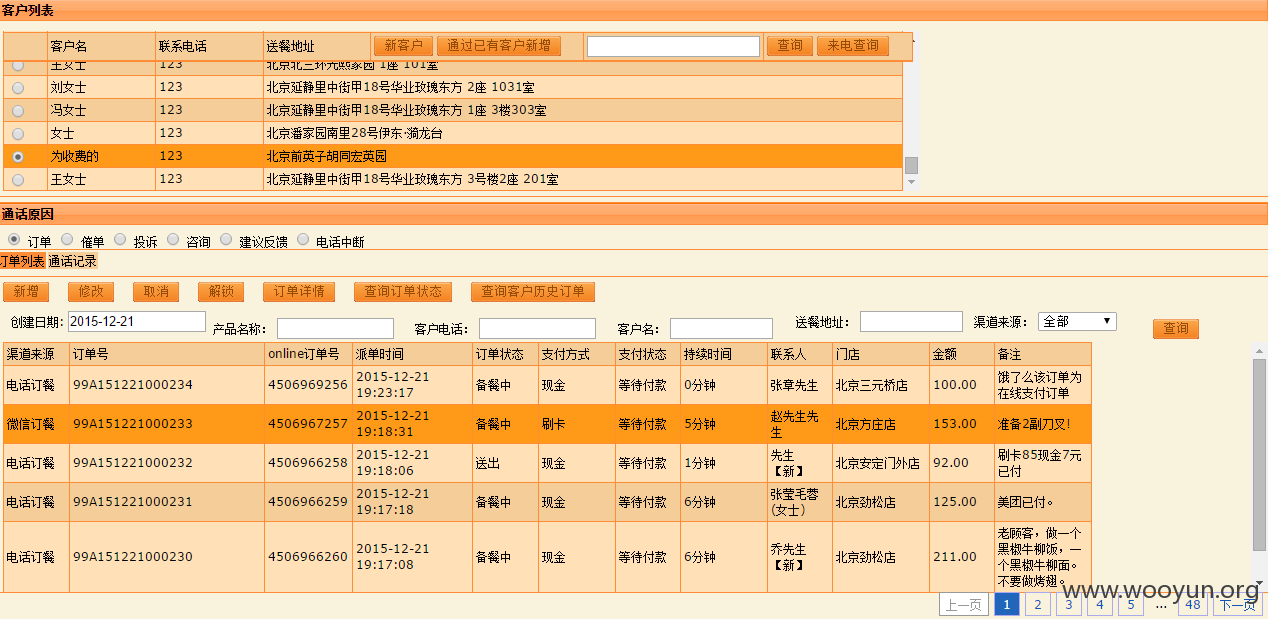 客户列表
客户名 联系电话 送餐地址 新客户 通过已有客户新增 查询 来电查询
王女士 123 北京北三环光熙家园 1座 101室
刘女士 123 北京延静里中街甲18号华业玫瑰东方 2座 1031室
冯女士 123 北京延静里中街甲18号华业玫瑰东方 1座 3楼303室
女士 123 北京潘家园南里28号伊东·漪龙台
为收费的 123 北京前英子胡同宏英园
王女士 123 北京延静里中街甲18号华业玫瑰东方 3号楼2座 201室
通话原因
订单 催单 投诉 咨询 建议反馈 电话中断
订单列表 通话记录
新增 修改 取消 解锁 订单详情 查询订单状态 查询客户历史订单
创建日期: 2015-12-21 产品名称: 客户电话: 客户名: 送餐地址: 渠道来源: 全部 查询
渠道来源 订单号 online订单号 派单时间 订单状态 支付方式 支付状态 持续时间 联系人 门店 金额 备注
电话订餐 99A151221000234 4506969256 2015-12-21 19:23:17 备餐中 现金 等待付款 0分钟 张章先生 北京三元桥店 100.00 饿了么该订单为在线支付订单
微信订餐 99A151221000233 4506967257 2015-12-21 19:18:31 备餐中 刷卡 等待付款 5分钟 赵先生先生 北京方庄店 153.00 准备2副刀叉!
电话订餐 99A151221000232 4506966258 2015-12-21 19:18:06 送出 现金 等待付款 1分钟 先生【新】 北京安定门外店 92.00 刷卡85现金7元已付
电话订餐 99A151221000231 4506966259 2015-12-21 19:17:18 备餐中 现金 等待付款 6分钟 张莹毛蓉(女士) 北京劲松店 125.00 美团已付。
电话订餐 99A151221000230 4506966260 2015-12-21 19:17:08 备餐中 现金 等待付款 6分钟 乔先生【新】 北京劲松店 211.00 老顾客，做一个黑椒牛柳饭，一个黑椒牛柳面。不要做烤翅。
www.wooyun.org
上一页 1 2 3 4 5 ... 48 下一页